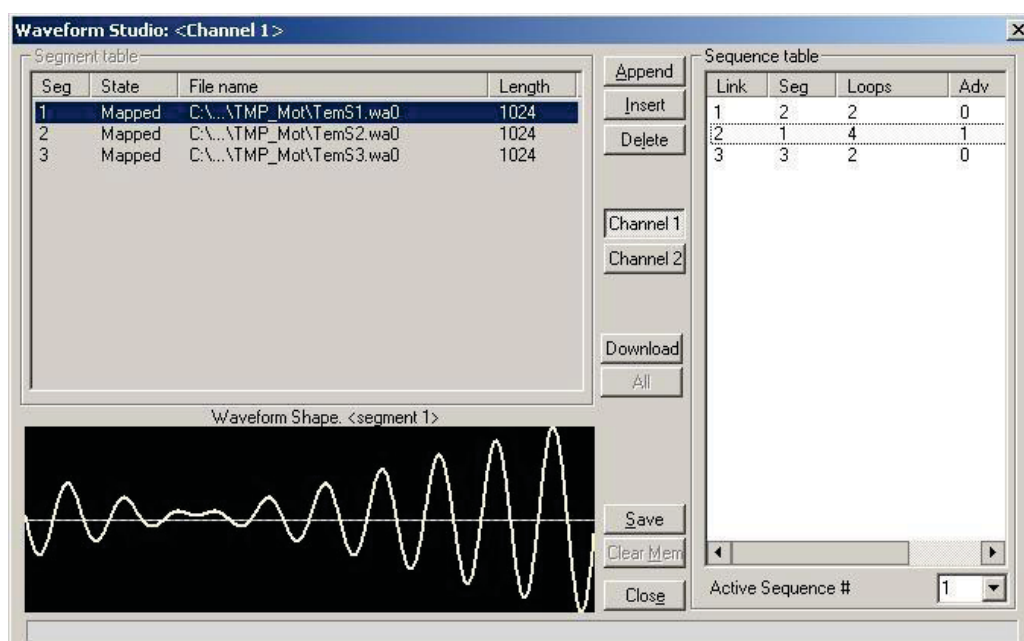 Waveform Studio: <Channel 1>
Segment table
Seg State File name Length
1 Mapped C:\...\TMP_Mot\TemS1.wa0 1024
2 Mapped C:\...\TMP_Mot\TemS2.wa0 1024
3 Mapped C:\...\TMP_Mot\TemS3.wa0 1024
Append
Insert
Delete
Channel 1
Channel 2
Download
All
Save
Clear Mem
Close
Sequence table
Link Seg Loops Adv
1 2 2 0
2 1 4 1
3 3 2 0
Active Sequence # 1
Waveform Shape. <segment 1>